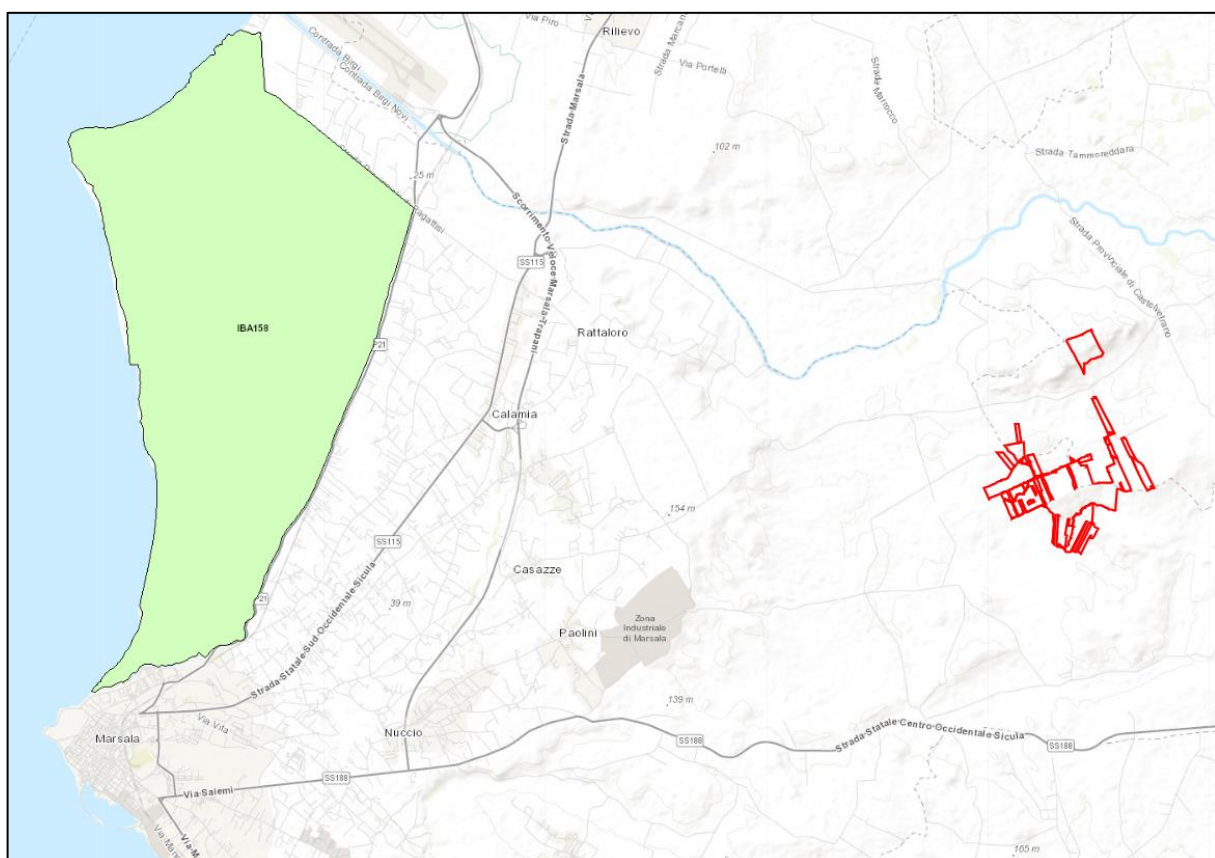 Via Piro
Rilievo
Contrada Birgi
Contrada Birgi Novi
Strada Marsala
Via Portelli
Strada Marrocco
102 m
Strada Tammoreddara
25 m
Scorrimento Veloce Marsala-Trapani
SS115
Strada Provinciale di Castelvetrano
IBA158
Rattaloro
P21
Calamia
154 m
SS115
Casazze
P21
39 m
Zona
Industriale
di Marsala
Paolini
Strada Statale Sud Occidentale Sicula
139 m
Via Vita
Marsala
Nuccio
SS188
Strada Statale Centro Occidentale Sicula
SS188
SS188
Via Salemi
165 m